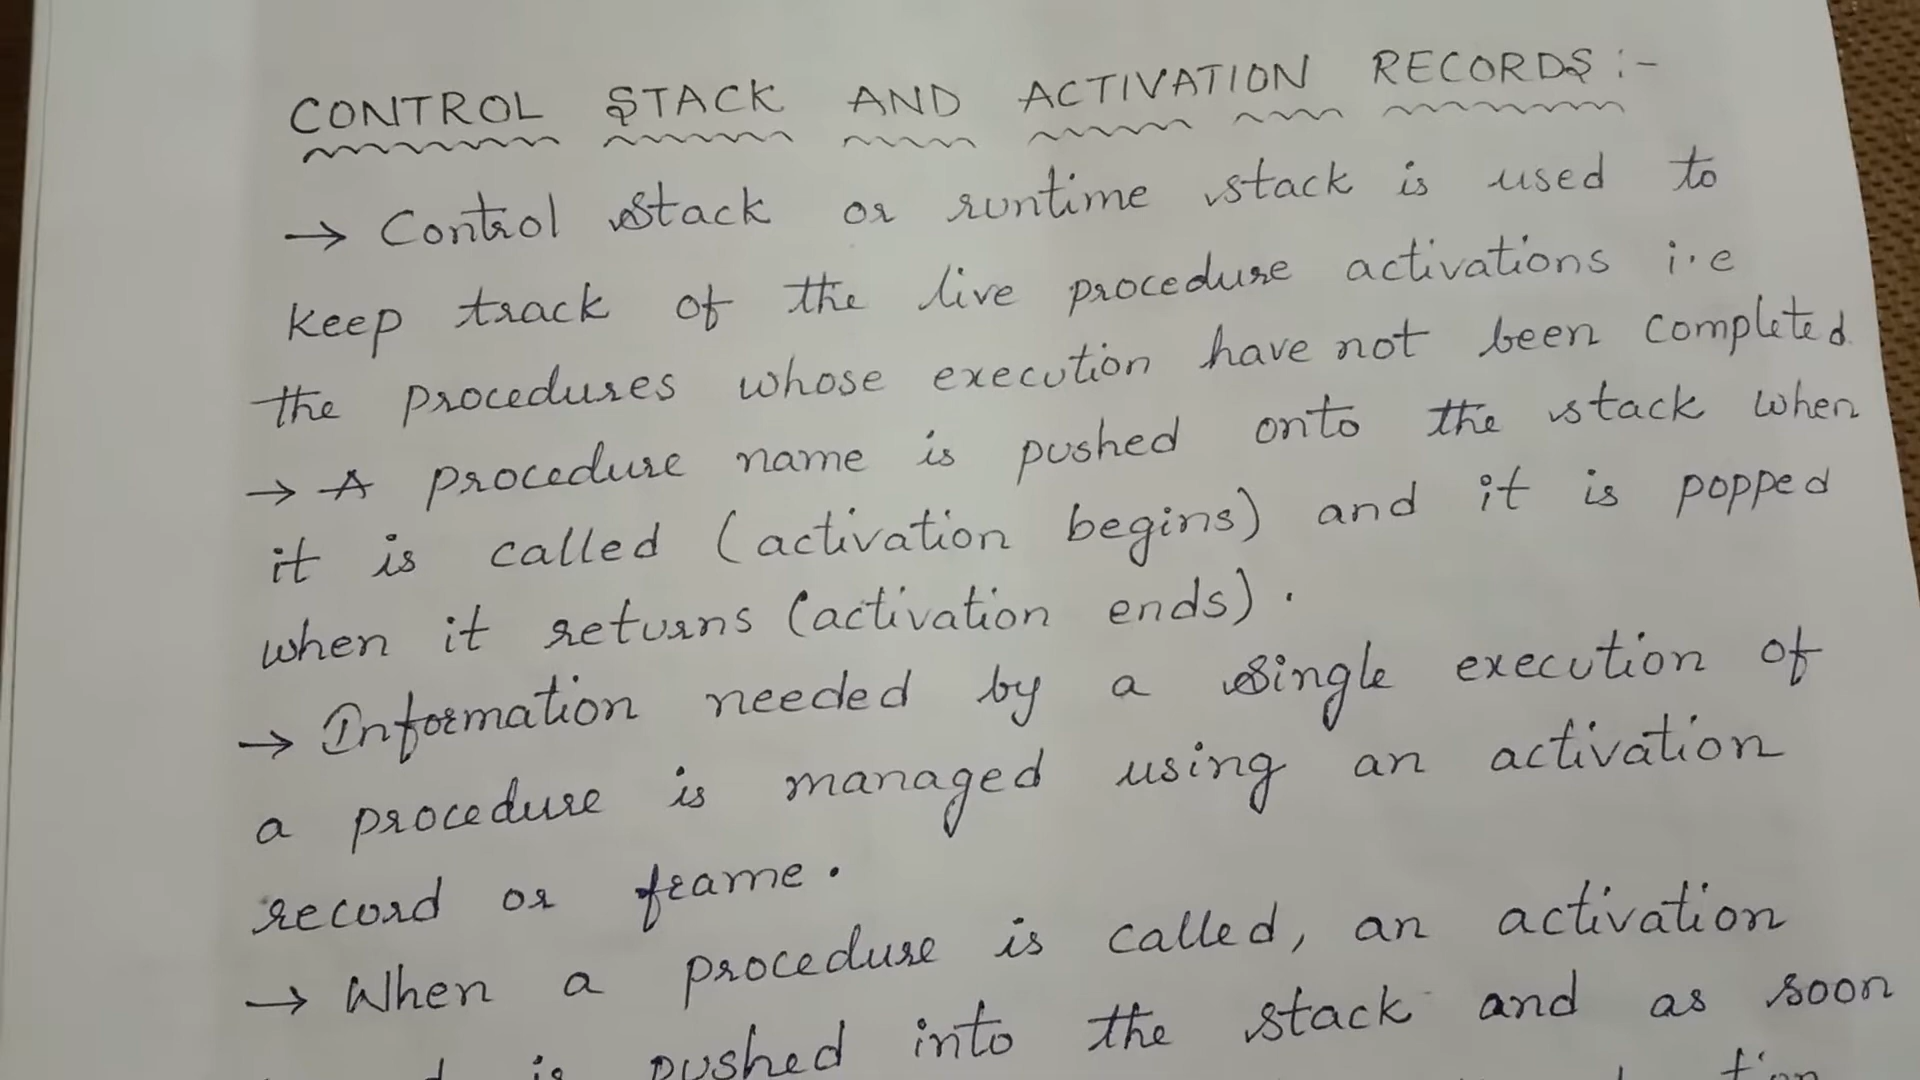 CONTROL STACK AND ACTIVATION RECORDS :-
→ Control stack or runtime stack is used to
keep track of the live procedure activations i.e
the procedures whose execution have not been completed
→ A procedure name is pushed onto the stack when
it is called (activation begins) and it is popped
when it returns (activation ends).
→ Information needed by a single execution of
a procedure is managed using an activation
record or frame.
→ When a procedure is called, an activation
is pushed into the stack and as soon